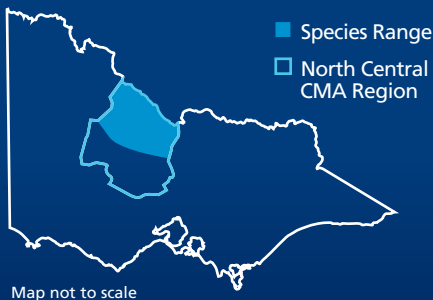 Species Range
North Central
CMA Region
Map not to scale